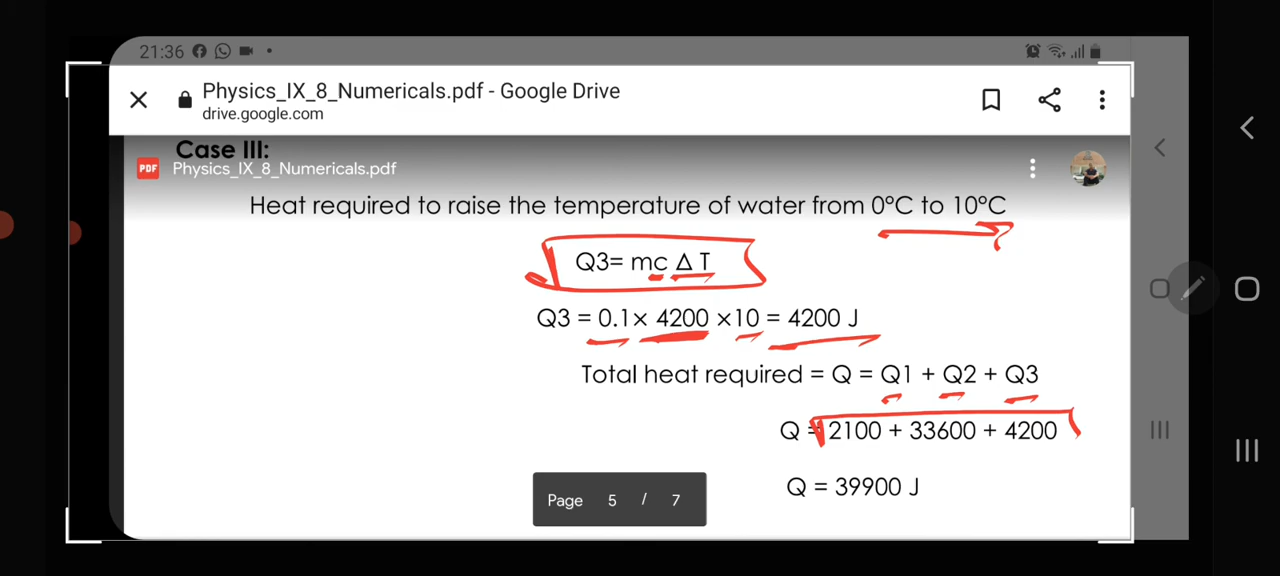 21:36
Physics_IX_8_Numericals.pdf - Google Drive
drive.google.com
Case III:
PDF Physics_IX_8_Numericals.pdf
Heat required to raise the temperature of water from 0°C to 10°C
Q3= mc Δ T
Q3 = 0.1× 4200 ×10 = 4200 J
Total heat required = Q = Q1 + Q2 + Q3
Q = 2100 + 33600 + 4200
Q = 39900 J
Page 5 / 7